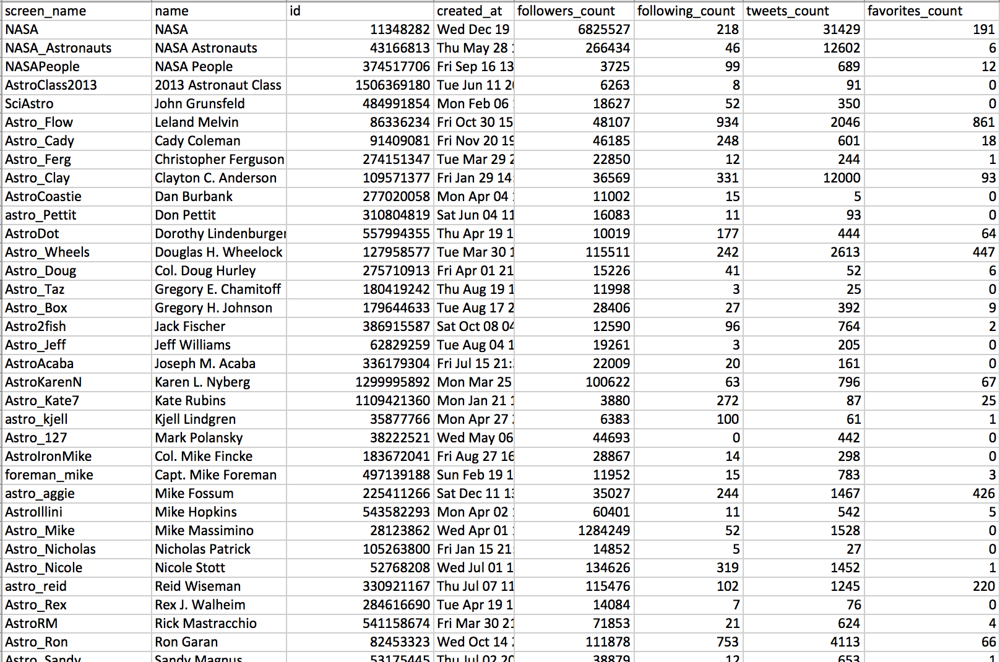 screen_name name id created_at followers_count following_count tweets_count favorites_count
NASA NASA 11348282 Wed Dec 19 6825527 218 31429 191
NASA_Astronauts NASA Astronauts 43166813 Thu May 28 266434 46 12602 6
NASAPeople NASA People 374517706 Fri Sep 16 13 3725 99 689 12
AstroClass2013 2013 Astronaut Class 1506369180 Tue Jun 11 6263 8 91 0
SciAstro John Grunsfeld 484991854 Mon Feb 06 18627 52 350 0
Astro_Flow Leland Melvin 86336234 Fri Oct 30 15 48107 934 2046 861
Astro_Cady Cady Coleman 91409081 Fri Nov 20 19 46185 248 601 18
Astro_Ferg Christopher Ferguson 274151347 Tue Mar 29 2 22850 12 244 1
Astro_Clay Clayton C. Anderson 109571377 Fri Jan 29 14 36569 331 12000 93
AstroCoastie Dan Burbank 277020058 Mon Apr 04 11002 15 5 0
astro_Pettit Don Pettit 310804819 Sat Jun 04 11 16083 11 93 0
AstroDot Dorothy Lindenburger 557994355 Thu Apr 19 1 10019 177 444 64
Astro_Wheels Douglas H. Wheelock 127958577 Tue Mar 30 1 115511 242 2613 447
Astro_Doug Col. Doug Hurley 275710913 Fri Apr 01 21 15226 41 52 6
Astro_Taz Gregory E. Chamitoff 180419242 Thu Aug 19 1 11998 3 25 0
Astro_Box Gregory H. Johnson 179644633 Tue Aug 17 2 28406 27 392 9
Astro2fish Jack Fischer 386915587 Sat Oct 08 04 12590 96 764 2
Astro_Jeff Jeff Williams 62829259 Tue Aug 04 1 19261 3 205 0
AstroAcaba Joseph M. Acaba 336179304 Fri Jul 15 21: 22009 20 161 0
AstroKarenN Karen L. Nyberg 1299995892 Mon Mar 25 100622 63 796 67
Astro_Kate7 Kate Rubins 1109421360 Mon Jan 21 1 3880 272 87 25
astro_kjell Kjell Lindgren 35877766 Mon Apr 27 6383 100 61 1
Astro_127 Mark Polansky 38222521 Wed May 06 44693 0 442 0
AstroIronMike Col. Mike Fincke 183672041 Fri Aug 27 16 28867 14 298 0
foreman_mike Capt. Mike Foreman 497139188 Sun Feb 19 1 11952 15 783 3
astro_aggie Mike Fossum 225411266 Sat Dec 11 35027 244 1467 426
AstroIllini Mike Hopkins 543582293 Mon Apr 02 60401 11 542 5
Astro_Mike Mike Massimino 28123862 Wed Apr 01 1284249 52 1528 0
Astro_Nicholas Nicholas Patrick 105263800 Fri Jan 15 21 14852 5 27 0
Astro_Nicole Nicole Stott 52768208 Wed Jul 01 1 134626 319 1452 1
astro_reid Reid Wiseman 330921167 Thu Jul 07 11 115476 102 1245 220
Astro_Rex Rex J. Walheim 284616690 Tue Apr 19 1 14084 7 76 0
AstroRM Rick Mastracchio 541158674 Fri Mar 30 21 71853 21 624 4
Astro_Ron Ron Garan 82453323 Wed Oct 14 111878 753 4113 66
Astro_Sandy Sandy Magnus 53175445 Thu Jul 02 20 38879 12 653 1